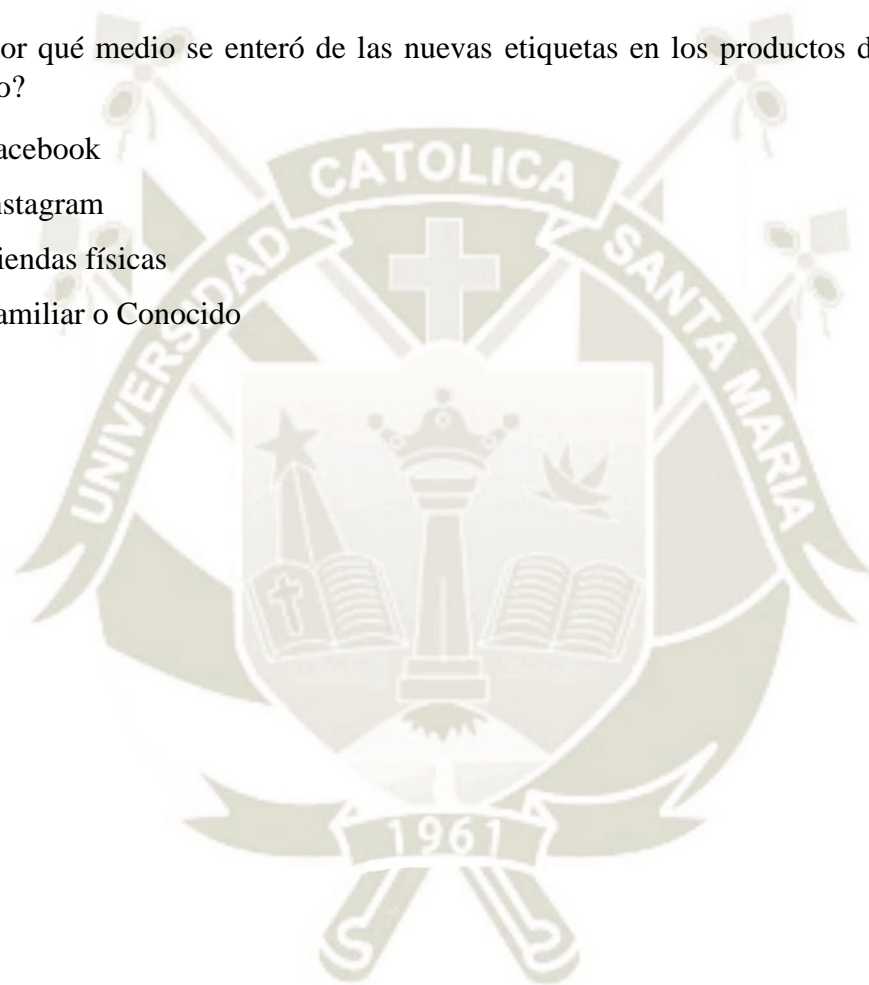 or qué medio se enteró de las nuevas etiquetas en los productos d
o?
acebook
nstagram
iendas físicas
amiliar o Conocido
UNIVERSIDAD CATOLICA SANTA MARIA
1961